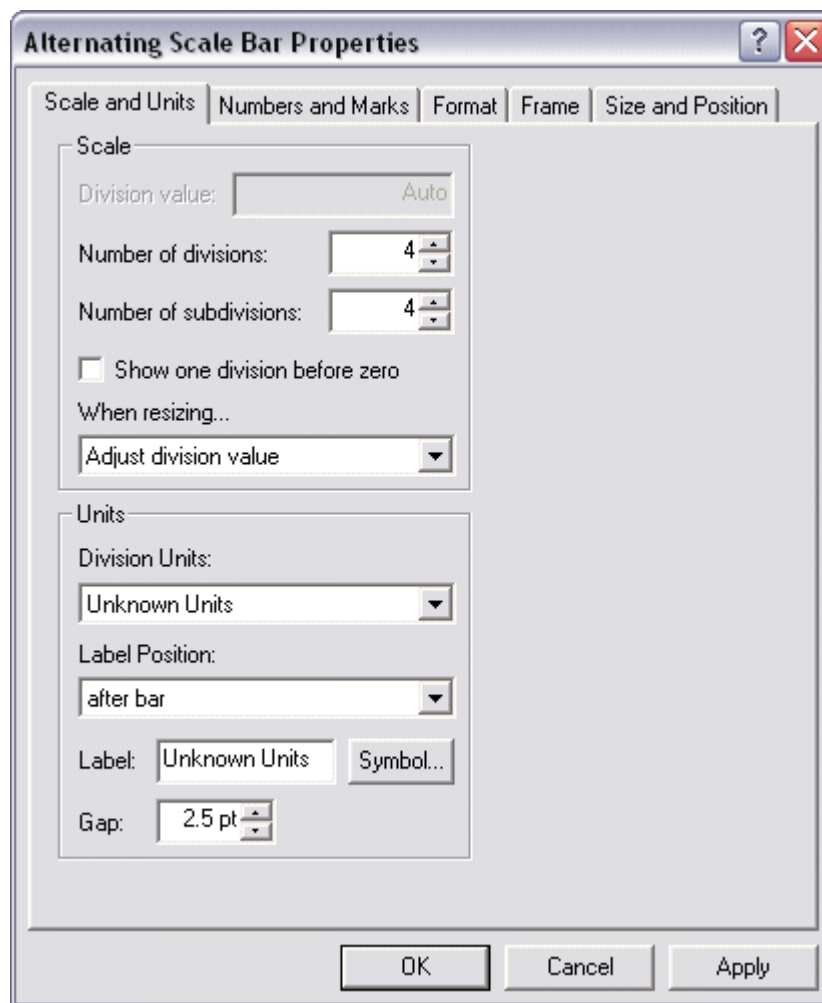 Alternating Scale Bar Properties
?
Scale and Units Numbers and Marks Format Frame Size and Position
Scale
Division value: Auto
Number of divisions: 4
Number of subdivisions: 4
Show one division before zero
When resizing...
Adjust division value
Units
Division Units:
Unknown Units
Label Position:
after bar
Label: Unknown Units Symbol...
Gap: 2.5 pt
OK Cancel Apply